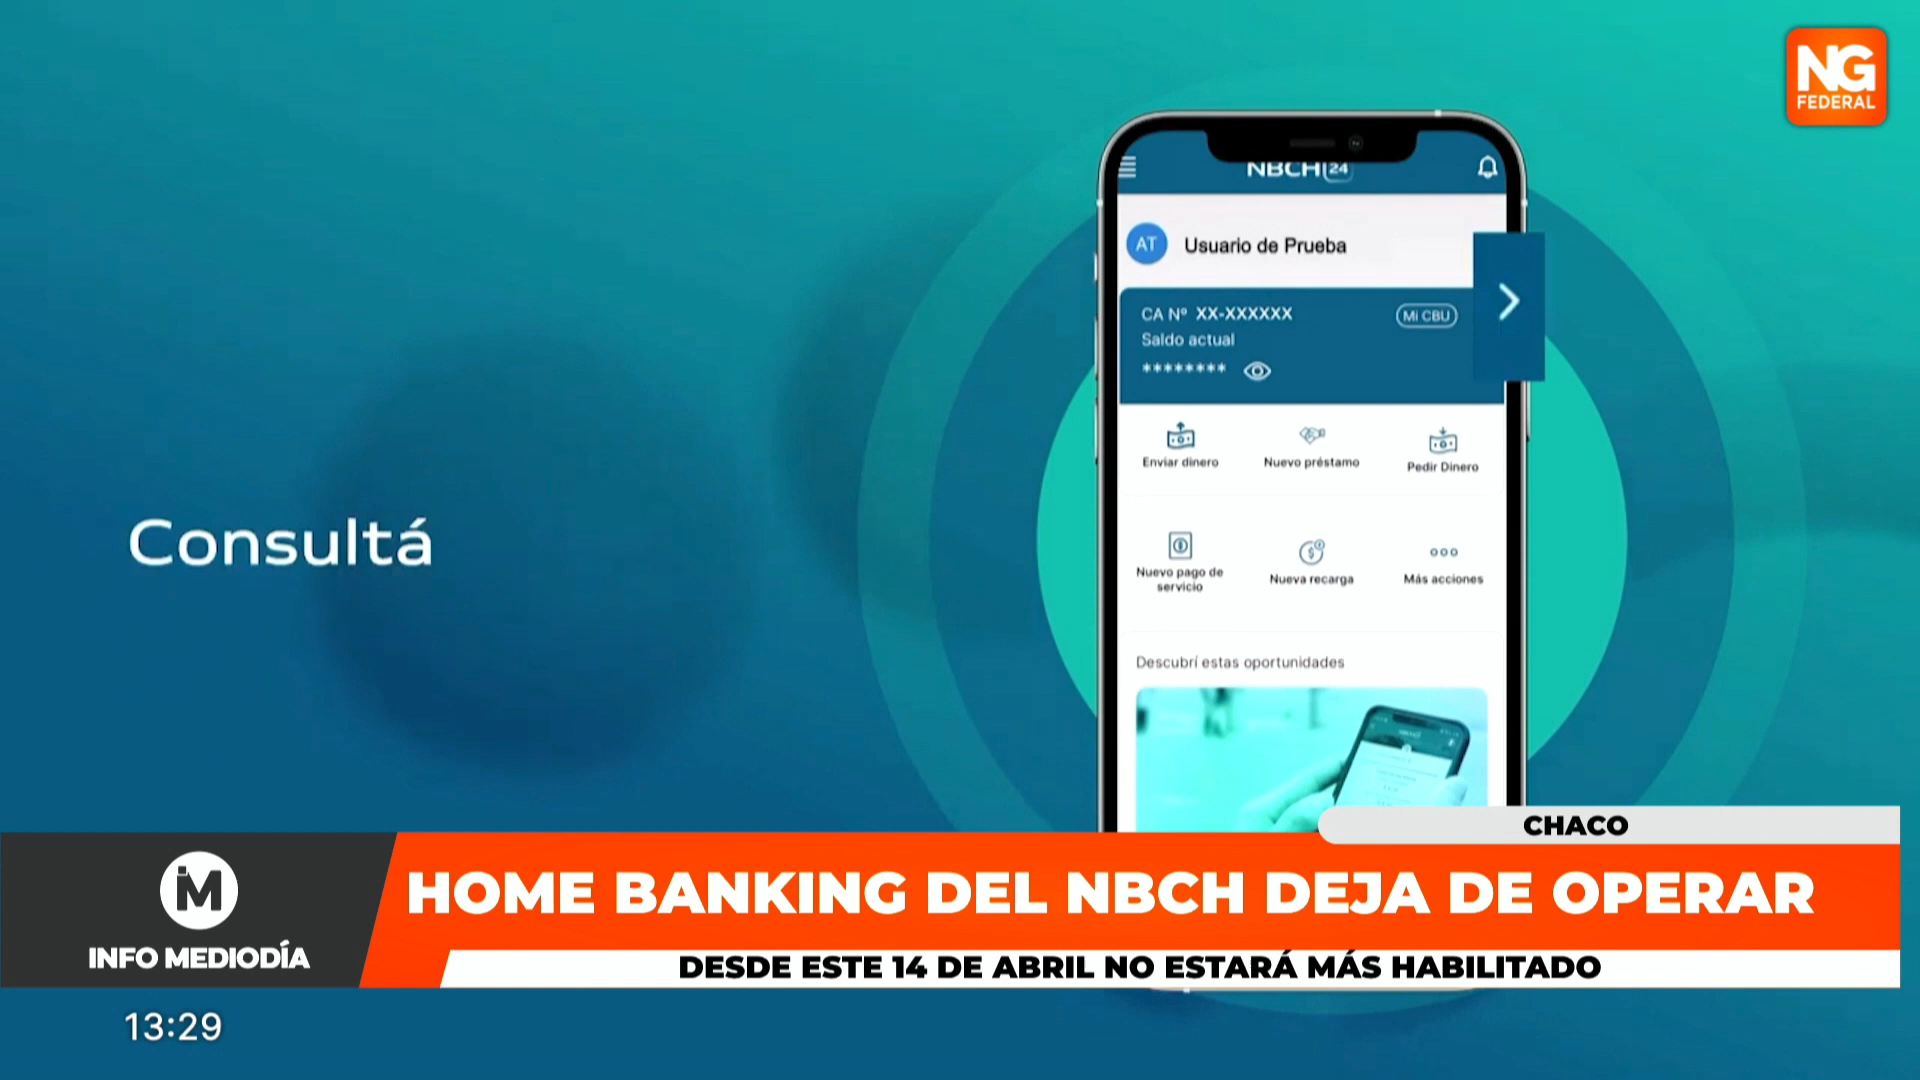 NG
FEDERAL
NBCH 24
AT
Usuario de Prueba
CA Nº XX-XXXXXX
Mi CBU
Saldo actual
********
Enviar dinero
Nuevo préstamo
Pedir Dinero
Nuevo pago de
servicio
Nueva recarga
Más acciones
Descubrí estas oportunidades
Consultá
CHACO
HOME BANKING DEL NBCH DEJA DE OPERAR
DESDE ESTE 14 DE ABRIL NO ESTARÁ MÁS HABILITADO
iM
INFO MEDIODÍA
13:29